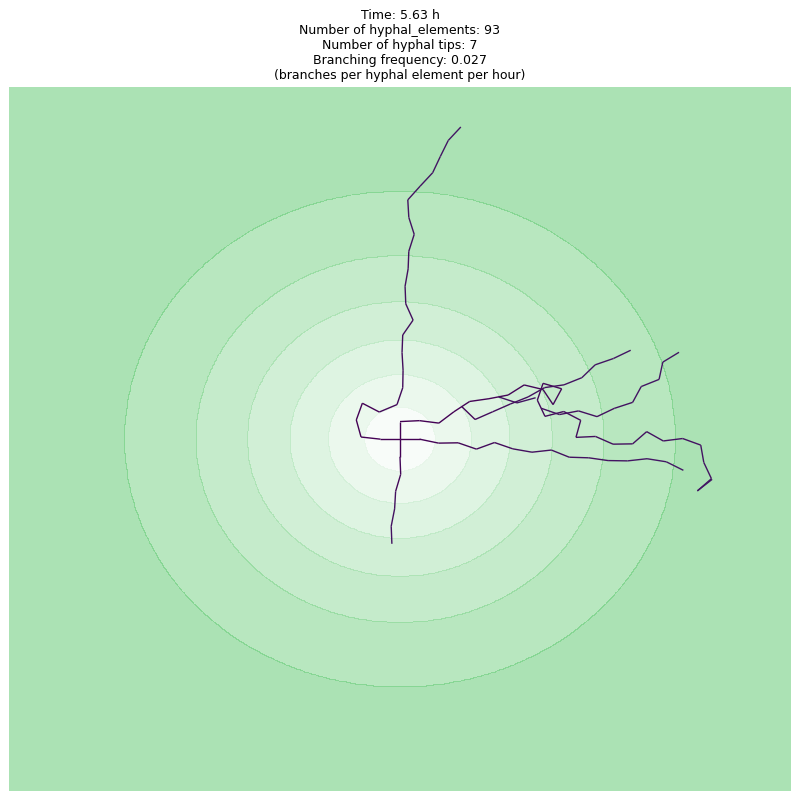 Time: 5.63 h
Number of hyphal_elements: 93
Number of hyphal tips: 7
Branching frequency: 0.027
(branches per hyphal element per hour)